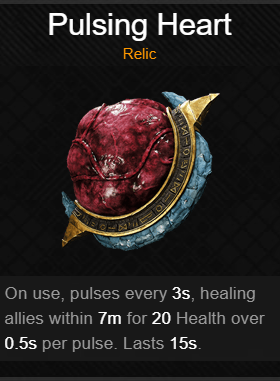 Pulsing Heart
Relic
On use, pulses every 3s, healing
allies within 7m for 20 Health over
0.5s per pulse. Lasts 15s.